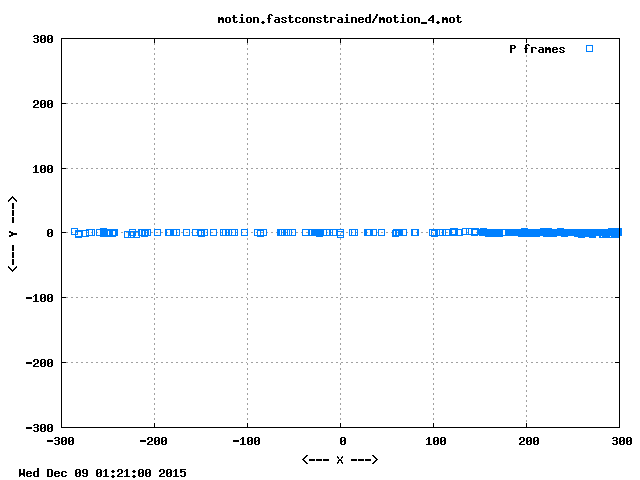 motion.fastconstrained/motion_4.mot
P frames
300
200
100
0
-100
-200
-300
<--- Y --->
-300 -200 -100 0 100 200 300
<--- X --->
Wed Dec 09 01:21:00 2015